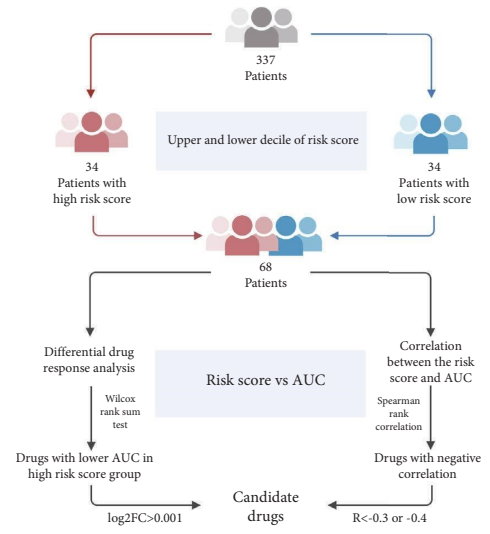 337
Patients
Upper and lower decile of risk score
34
Patients with
high risk score
34
Patients with
low risk score
68
Patients
Differential drug
response analysis
Risk score vs AUC
Correlation
between the risk
score and AUC
Wilcox
rank sum
test
Spearman
rank
correlation
Drugs with lower AUC in
high risk score group
Drugs with negative
correlation
Candidate
drugs
log2FC>0.001
R<-0.3 or -0.4